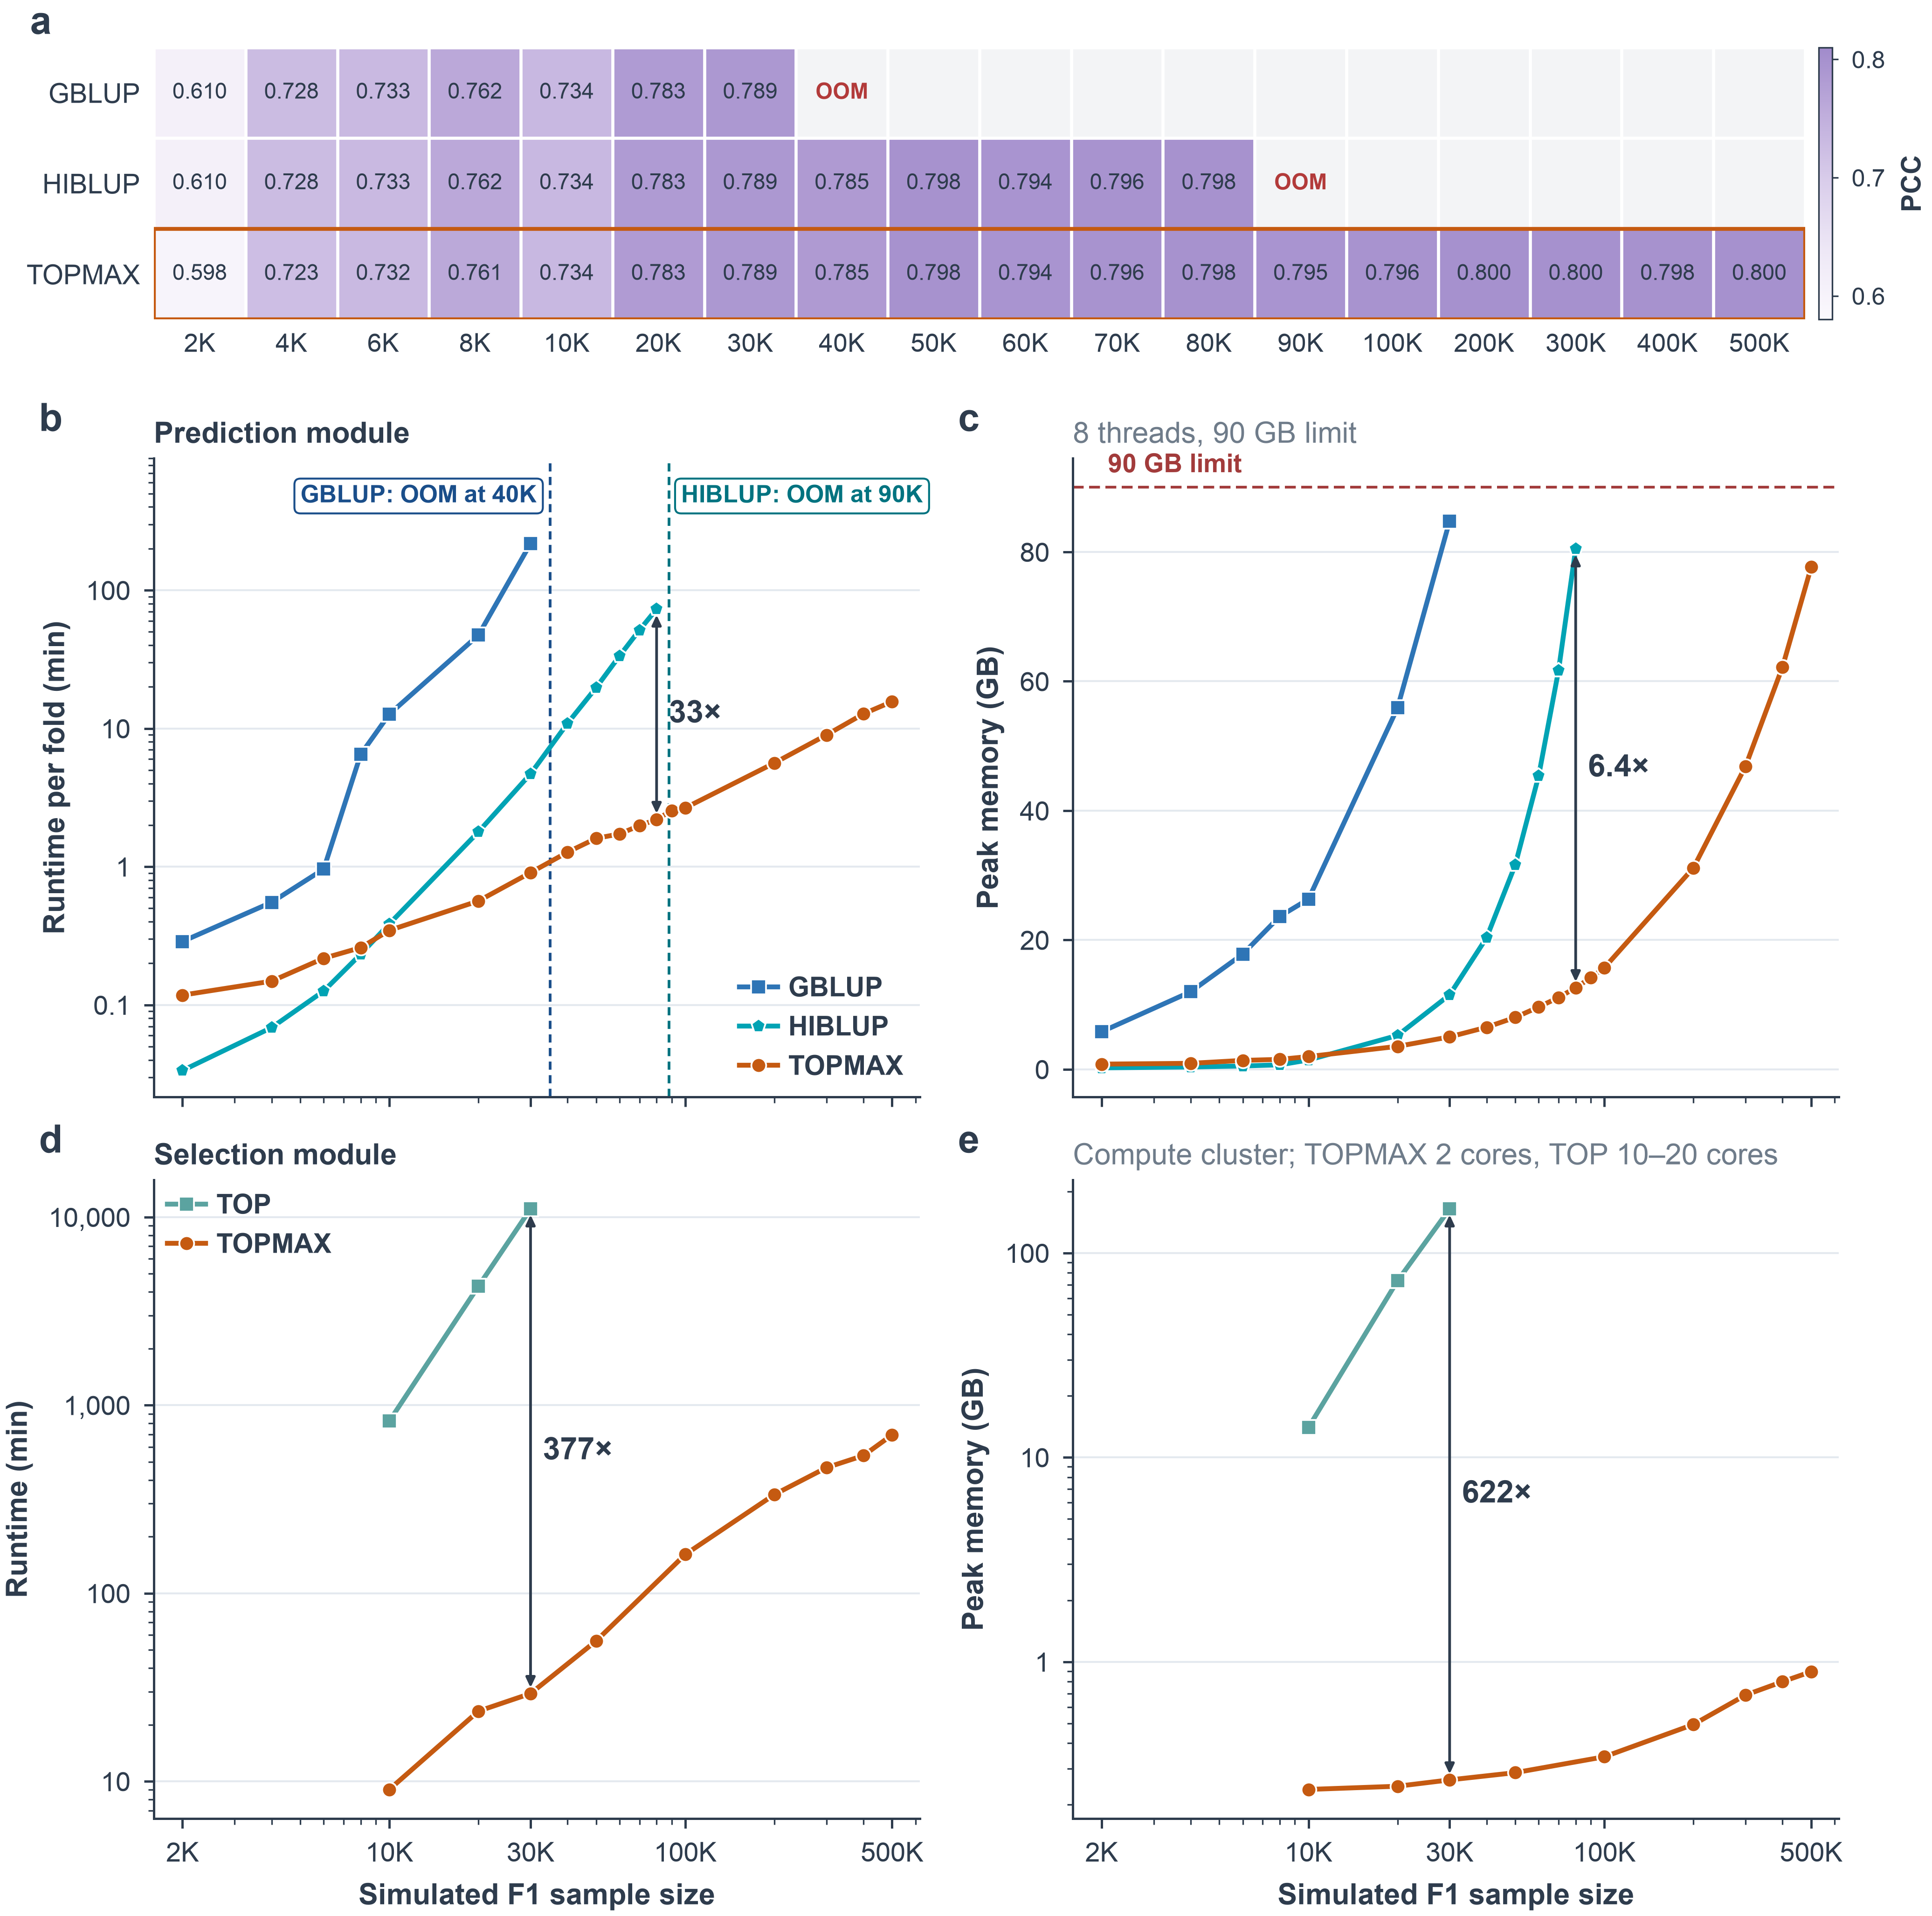 a
GBLUP 0.610 0.728 0.733 0.762 0.734 0.783 0.789 OOM
HIBLUP 0.610 0.728 0.733 0.762 0.734 0.783 0.789 0.785 0.798 0.794 0.796 0.798 OOM
TOPMAX 0.598 0.723 0.732 0.761 0.734 0.783 0.789 0.785 0.798 0.794 0.796 0.798 0.795 0.796 0.800 0.800 0.798 0.800
2K 4K 6K 8K 10K 20K 30K 40K 50K 60K 70K 80K 90K 100K 200K 300K 400K 500K
0.8
0.7
0.6
PCC
b
Prediction module
GBLUP: OOM at 40K
HIBLUP: OOM at 90K
100
10
1
0.1
Runtime per fold (min)
33×
GBLUP
HIBLUP
TOPMAX
c
8 threads, 90 GB limit
90 GB limit
80
60
40
20
0
Peak memory (GB)
6.4×
d
Selection module
TOP
TOPMAX
10,000
1,000
100
10
Runtime (min)
377×
2K 10K 30K 100K 500K
Simulated F1 sample size
e
Compute cluster; TOPMAX 2 cores, TOP 10–20 cores
100
10
1
Peak memory (GB)
622×
2K 10K 30K 100K 500K
Simulated F1 sample size